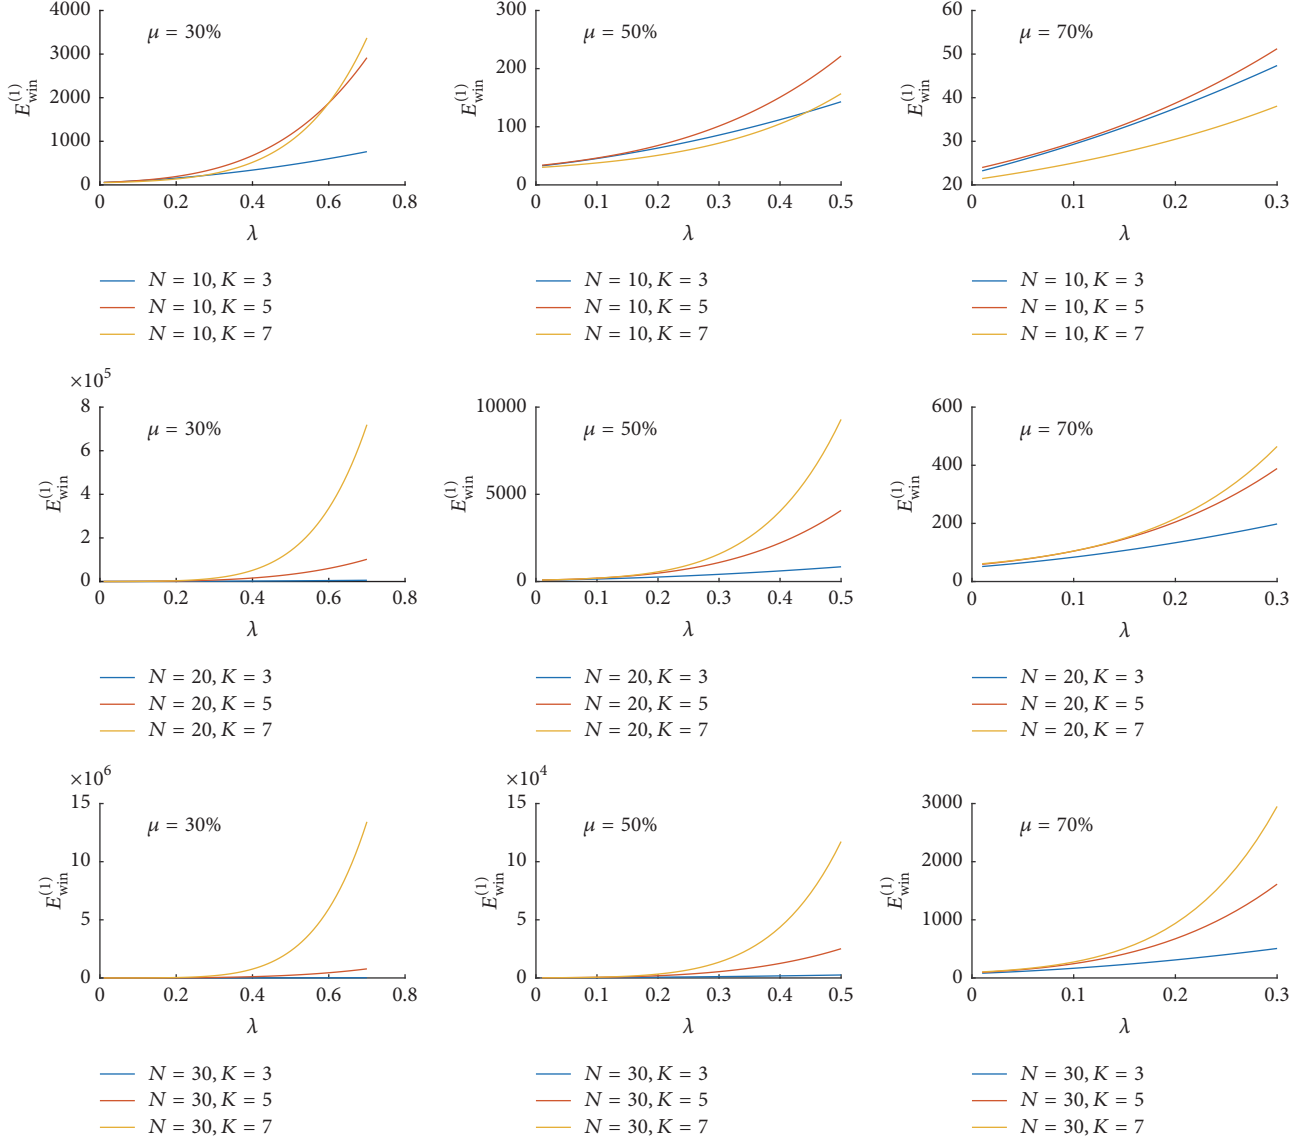 4000
3000
2000
1000
0
0 0.2 0.4 0.6 0.8
E_win^(1)
μ = 30%
λ
N = 10, K = 3
N = 10, K = 5
N = 10, K = 7
300
200
100
0
0 0.1 0.2 0.3 0.4 0.5
E_win^(1)
μ = 50%
λ
N = 10, K = 3
N = 10, K = 5
N = 10, K = 7
60
50
40
30
20
0 0.1 0.2 0.3
E_win^(1)
μ = 70%
λ
N = 10, K = 3
N = 10, K = 5
N = 10, K = 7
×10^5
8
6
4
2
0
0 0.2 0.4 0.6 0.8
E_win^(1)
μ = 30%
λ
N = 20, K = 3
N = 20, K = 5
N = 20, K = 7
10000
5000
0
0 0.1 0.2 0.3 0.4 0.5
E_win^(1)
μ = 50%
λ
N = 20, K = 3
N = 20, K = 5
N = 20, K = 7
600
400
200
0
0 0.1 0.2 0.3
E_win^(1)
μ = 70%
λ
N = 20, K = 3
N = 20, K = 5
N = 20, K = 7
×10^6
15
10
5
0
0 0.2 0.4 0.6 0.8
E_win^(1)
μ = 30%
λ
N = 30, K = 3
N = 30, K = 5
N = 30, K = 7
×10^4
15
10
5
0
0 0.1 0.2 0.3 0.4 0.5
E_win^(1)
μ = 50%
λ
N = 30, K = 3
N = 30, K = 5
N = 30, K = 7
3000
2000
1000
0
0 0.1 0.2 0.3
E_win^(1)
μ = 70%
λ
N = 30, K = 3
N = 30, K = 5
N = 30, K = 7